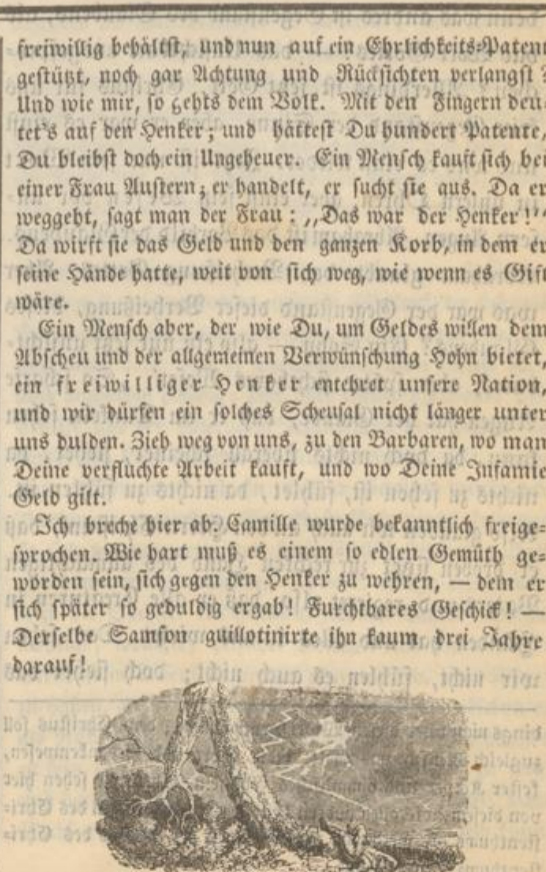 freiwillig behältst, und nun auf ein Ehrlichkeits-Patent
gestützt, noch gar Achtung und Rücksichten verlangst?
Und wie mir, so gehts dem Volk. Mit den Fingern deu-
tet's auf den Henker; und hättest Du hundert Patente,
Du bleibst doch ein Ungeheuer. Ein Mensch kauft sich bei
einer Frau Austern; er handelt, er sucht sie aus. Da er
weggeht, sagt man der Frau: „Das war der Henker!“
Da wirft sie das Geld und den ganzen Korb, in dem er
seine Hände hatte, weit von sich weg, wie wenn es Gift
wäre.
Ein Mensch aber, der wie Du, um Geldes willen dem
Abscheu und der allgemeinen Verwünschung Hohn bietet,
ein freiwilliger Henker entehret unsere Nation,
und wir dürfen ein solches Scheusal nicht länger unter
uns dulden. Zieh weg von uns, zu den Barbaren, wo man
Deine verfluchte Arbeit kauft, und wo Deine Infamie
Geld gilt.
Ich breche hier ab. Camille wurde bekanntlich freige-
sprochen. Wie hart muß es einem so edlen Gemüth ge-
worden sein, sich gegen den Henker zu wehren, — dem er
sich später so geduldig ergab! Furchtbares Geschick! —
Derselbe Samson guillotinirte ihn kaum drei Jahre
darauf!